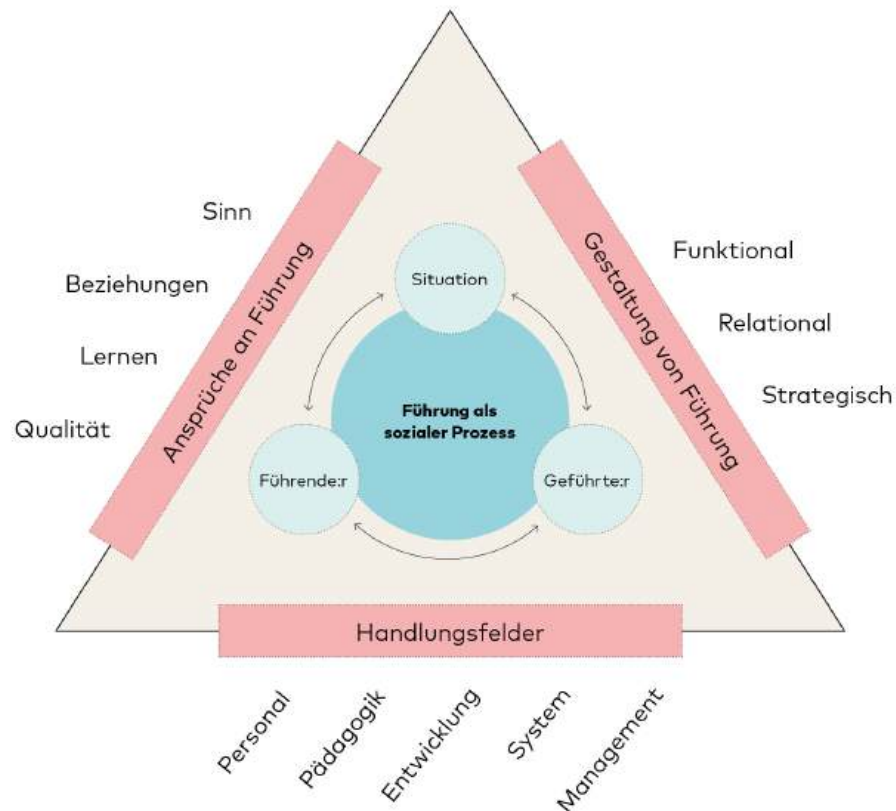 Sinn
Beziehungen
Lernen
Qualität
Ansprüche an Führung
Situation
Führung als
sozialer Prozess
Führende:r
Geführte:r
Gestaltung von Führung
Funktional
Relational
Strategisch
Handlungsfelder
Personal
Pädagogik
Entwicklung
System
Management